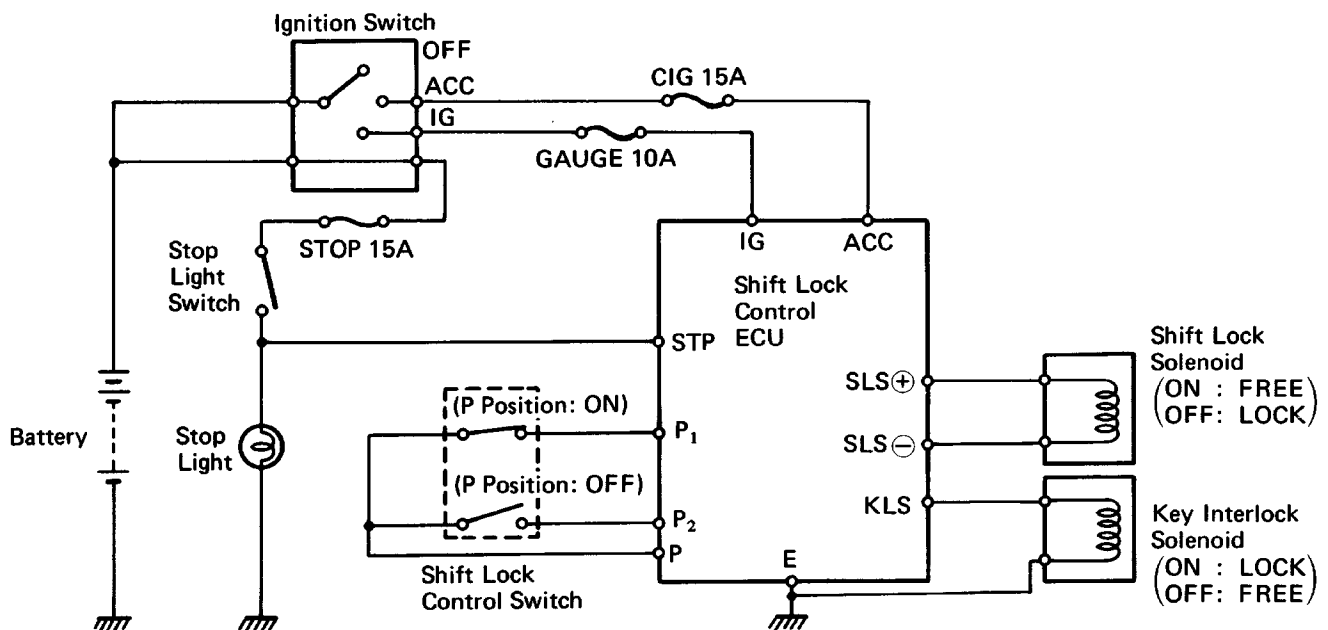 Ignition Switch
OFF
ACC
IG
CIG 15A
GAUGE 10A
STOP 15A
Stop
Light
Switch
IG
ACC
Shift Lock
Control
ECU
STP
SLS⊕
SLS⊖
KLS
Shift Lock
Solenoid
(ON : FREE)
(OFF: LOCK)
Battery
Stop
Light
(P Position: ON)
P₁
(P Position: OFF)
P₂
P
Shift Lock
Control Switch
E
Key Interlock
Solenoid
(ON : LOCK)
(OFF: FREE)